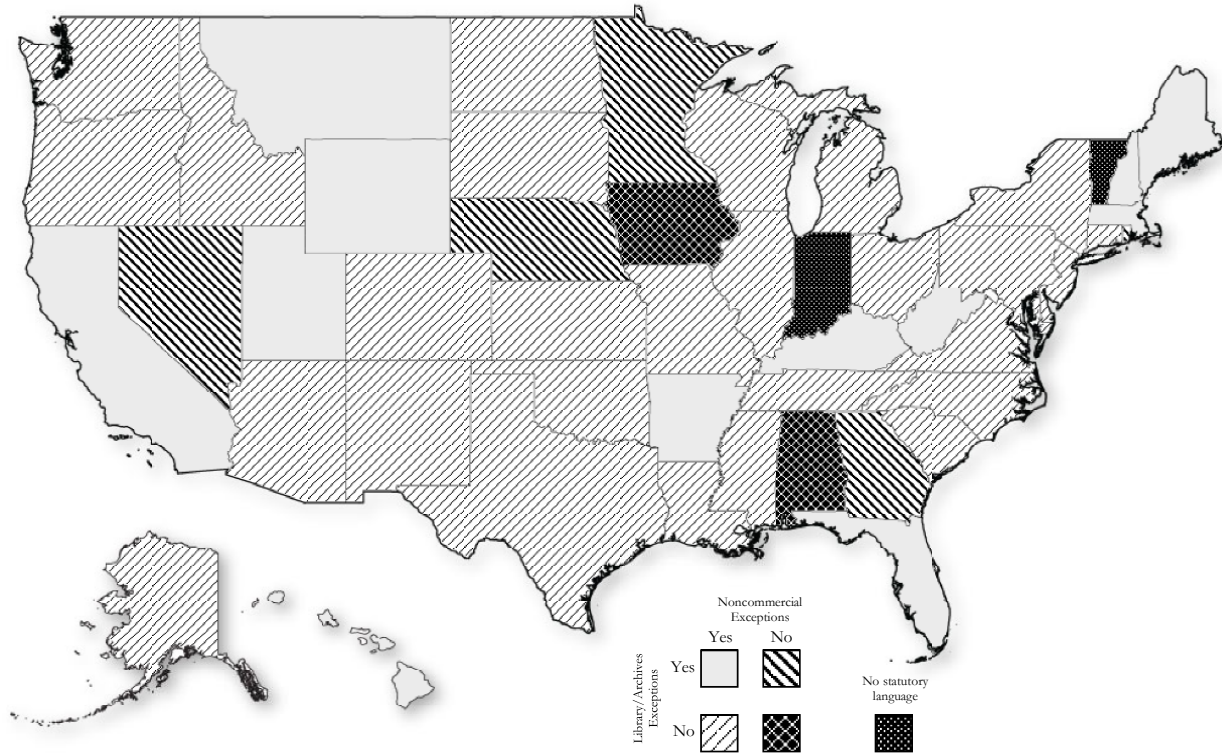 Noncommercial
Exceptions
Yes No
Library/Archives
Exceptions
Yes
No
No statutory
language